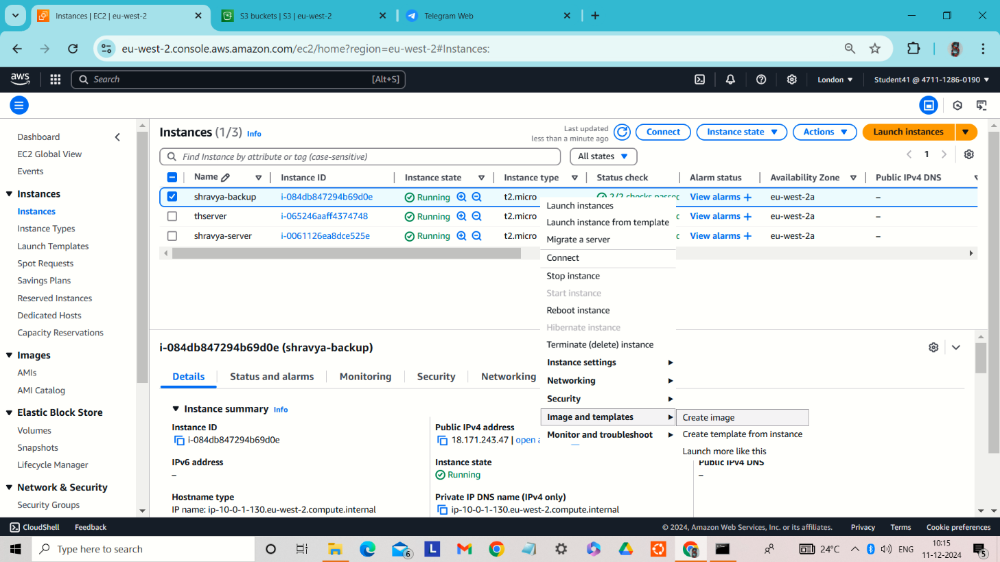 Instances | EC2 | eu-west-2
S3 buckets | S3 | eu-west-2
Telegram Web
eu-west-2.console.aws.amazon.com/ec2/home?region=eu-west-2#Instances:
aws
Search
[Alt+S]
London
Student41 @ 4711-1286-0190
Dashboard
EC2 Global View
Events
Instances
Instances
Instance Types
Launch Templates
Spot Requests
Savings Plans
Reserved Instances
Dedicated Hosts
Capacity Reservations
Images
AMIs
AMI Catalog
Elastic Block Store
Volumes
Snapshots
Lifecycle Manager
Network & Security
Security Groups
Instances (1/3) Info
Last updated
less than a minute ago
Connect
Instance state
Actions
Launch instances
Find Instance by attribute or tag (case-sensitive)
All states
1
Name Instance ID Instance state Instance type Status check Alarm status Availability Zone Public IPv4 DNS
shravya-backup i-084db847294b69d0e Running t2.micro 2/2 checks passed View alarms + eu-west-2a –
thserver i-065246aaff4374748 Running t2.micro View alarms + eu-west-2a –
shravya-server i-0061126ea8dce525e Running t2.micro View alarms + eu-west-2a –
Launch instances
Launch instance from template
Migrate a server
Connect
Stop instance
Start instance
Reboot instance
Hibernate instance
Terminate (delete) instance
Instance settings
Networking
Security
Image and templates
Monitor and troubleshoot
Create image
Create template from instance
Launch more like this
i-084db847294b69d0e (shravya-backup)
Details
Status and alarms
Monitoring
Security
Networking
Instance summary Info
Instance ID
i-084db847294b69d0e
Public IPv4 address
18.171.243.47 | open a
IPv6 address
–
Instance state
Running
Public IPv4 DNS
–
Hostname type
IP name: ip-10-0-1-130.eu-west-2.compute.internal
Private IP DNS name (IPv4 only)
ip-10-0-1-130.eu-west-2.compute.internal
CloudShell
Feedback
© 2024, Amazon Web Services, Inc. or its affiliates.
Privacy
Terms
Cookie preferences
Type here to search
6
L
24°C
ENG
10:15
11-12-2024
5